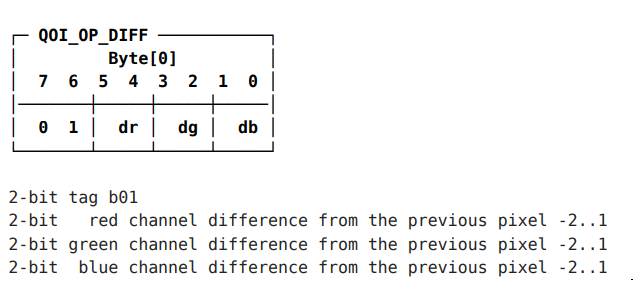 QOI_OP_DIFF
Byte[0]
7 6 5 4 3 2 1 0
0 1 dr dg db
2-bit tag b01
2-bit red channel difference from the previous pixel -2..1
2-bit green channel difference from the previous pixel -2..1
2-bit blue channel difference from the previous pixel -2..1